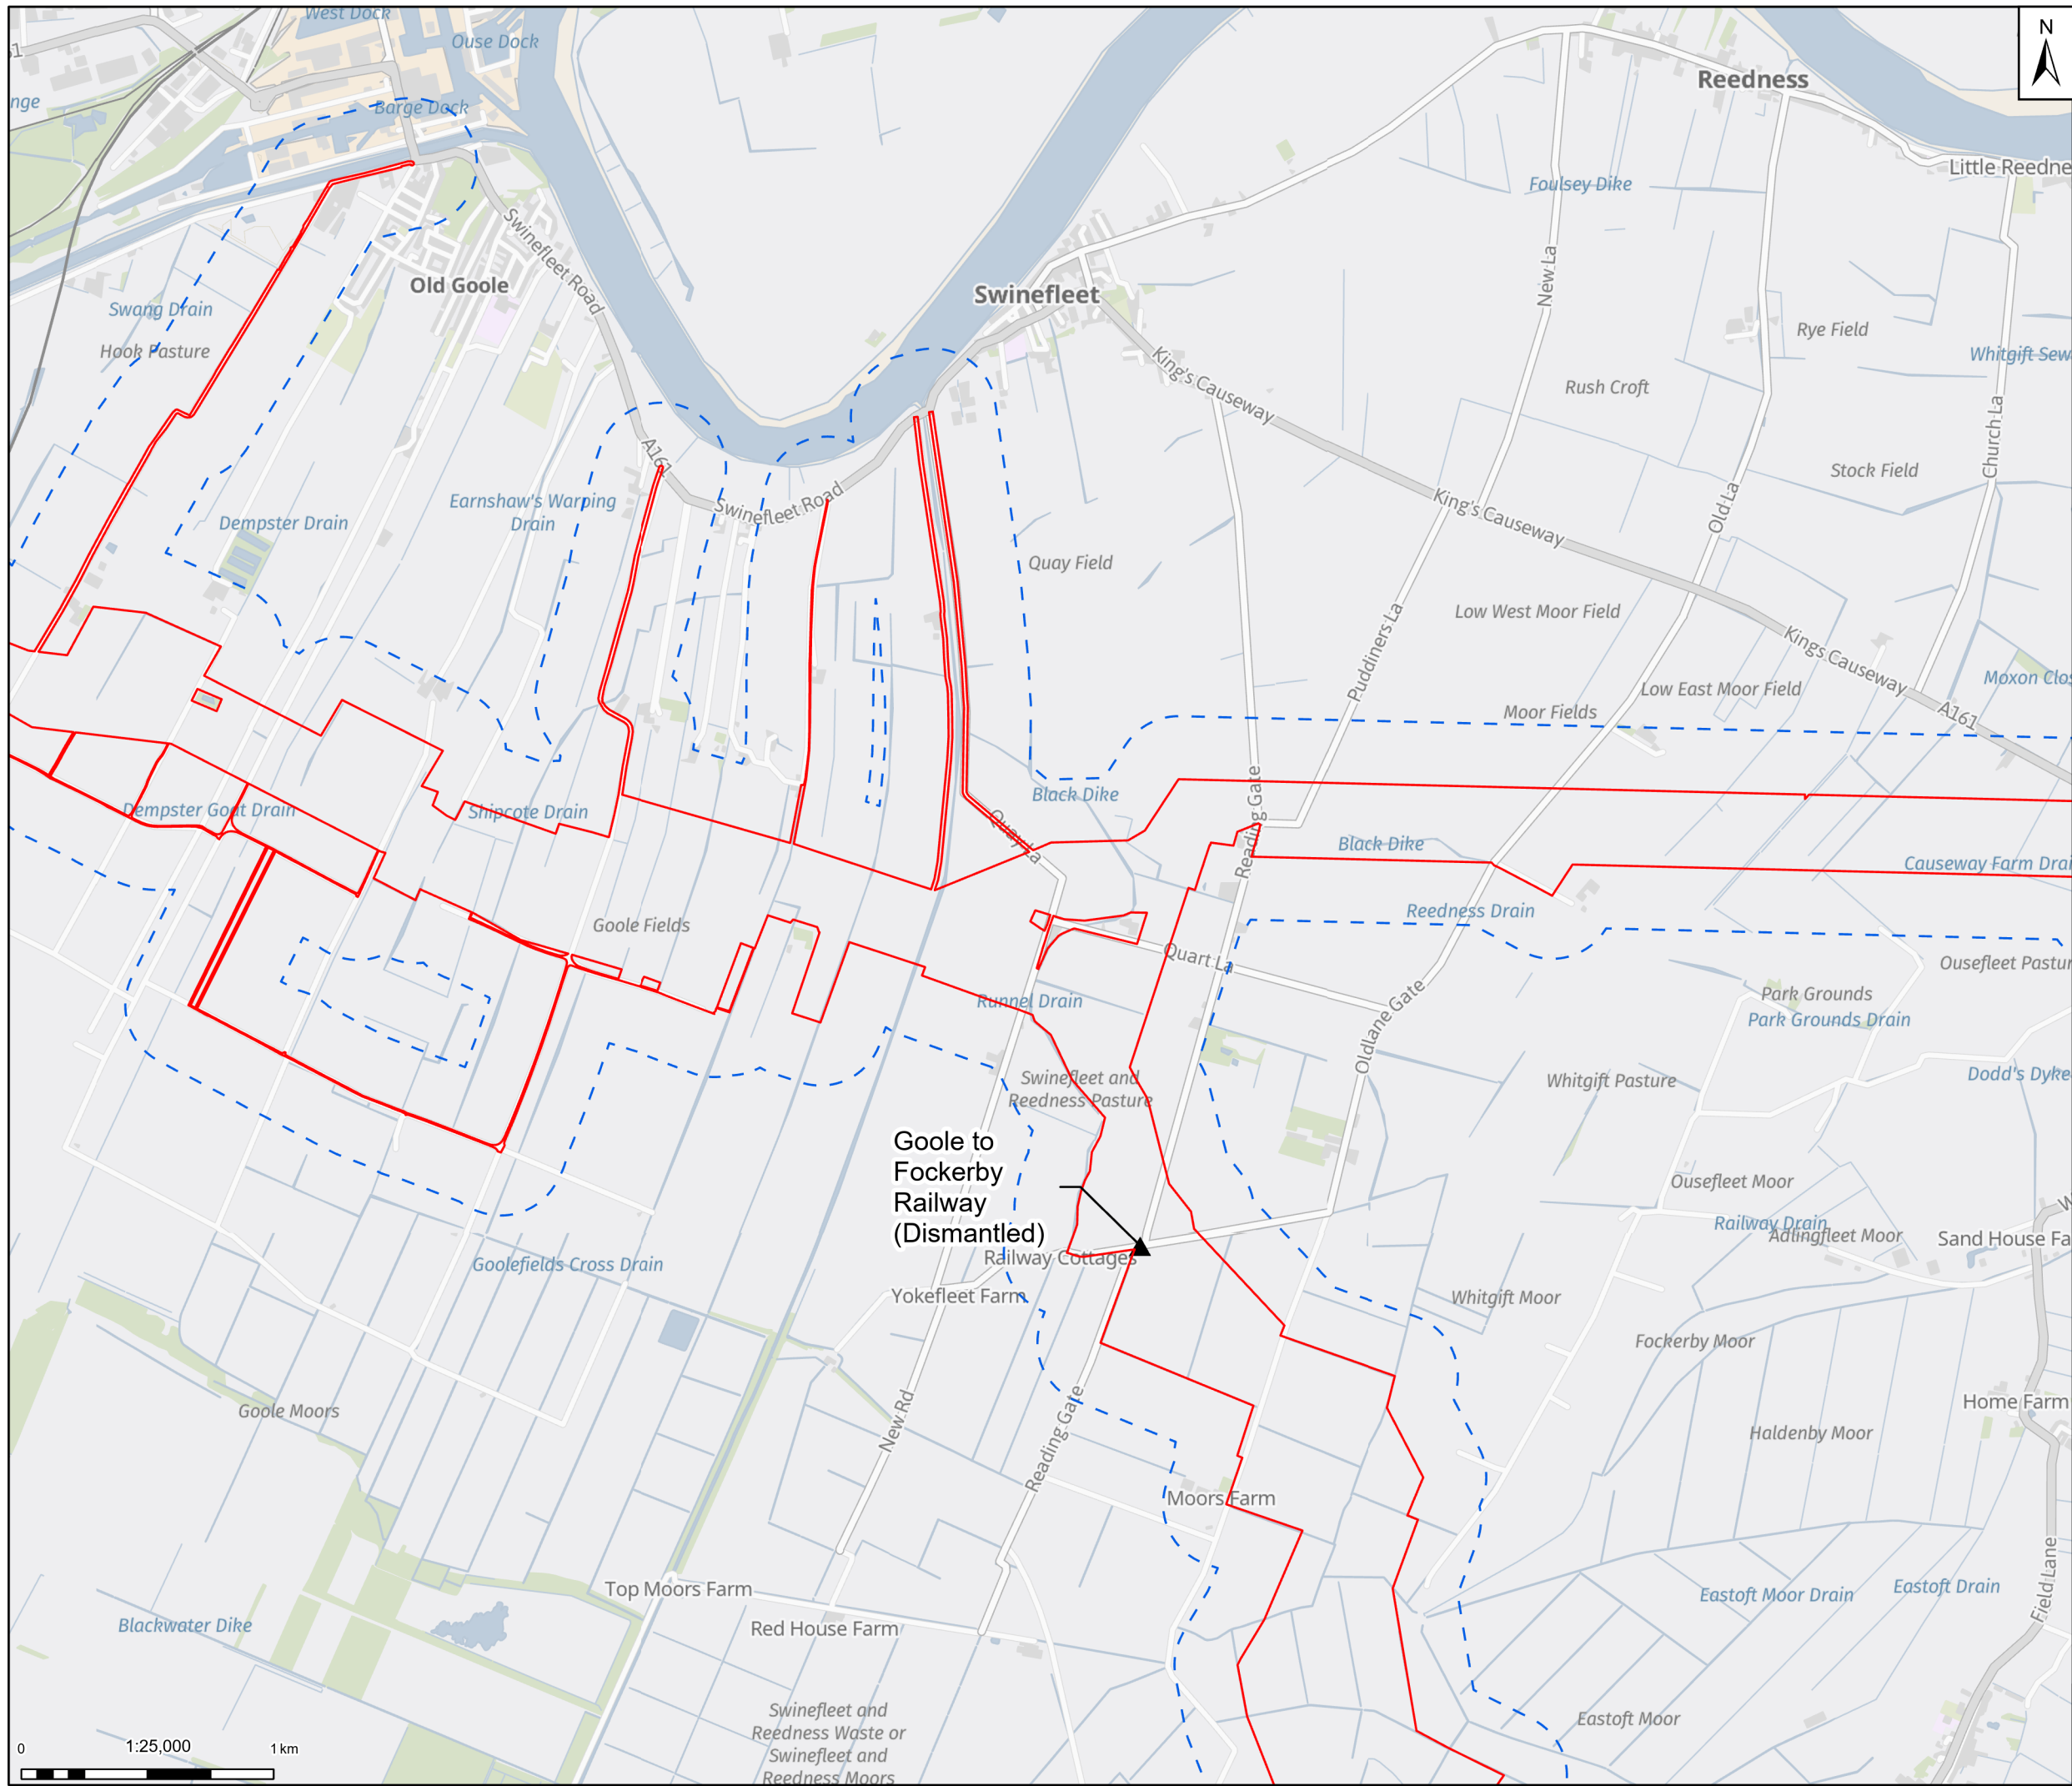 West Dock
Ouse Dock
N
Reedness
Barge Dock
Little Reedne
Foulsey Dike
Swinefleet Road
Old Goole
Swinefleet
New La
Swang Drain
Hook Pasture
Rye Field
Whitgift Sew
King's Causeway
Rush Croft
Church La
A161
Stock Field
Earnshaw's Warping
Drain
Dempster Drain
Swinefleet Road
King's Causeway
Old La
Quay Field
Puddiners La
Low West Moor Field
Kings Causeway
Low East Moor Field
Moxon Clos
Moor Fields
A161
Dempster Goat Drain
Shipcote Drain
Black Dike
Quay La
Reading Gate
Black Dike
Causeway Farm Drai
Goole Fields
Reedness Drain
Quart La
Ousefleet Pastur
Runnel Drain
Park Grounds
Park Grounds Drain
Oldlane Gate
Swinefleet and
Reedness Pasture
Whitgift Pasture
Dodd's Dyke
Goole to
Fockerby
Railway
(Dismantled)
Ousefleet Moor
Railway Drain
Adlingfleet Moor
Sand House Fa
Railway Cottages
Goolefields Cross Drain
Yokefleet Farm
Whitgift Moor
Fockerby Moor
Goole Moors
New Rd
Reading Gate
Home Farm
Haldenby Moor
Moors Farm
Top Moors Farm
Eastoft Moor Drain
Eastoft Drain
Field Lane
Blackwater Dike
Red House Farm
Swinefleet and
Reedness Waste or
Swinefleet and
Reedness Moors
Eastoft Moor
0
1:25,000
1 km